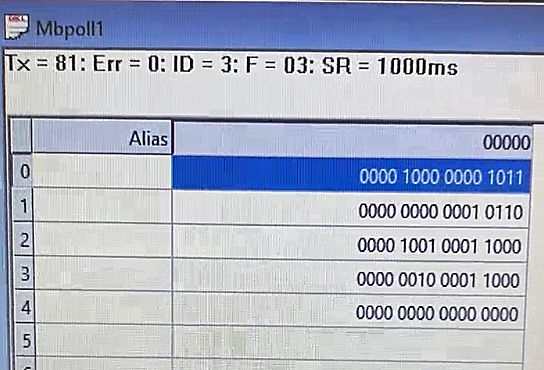 Mbpoll1
Tx = 81: Err = 0: ID = 3: F = 03: SR = 1000ms
Alias 00000
0 0000 1000 0000 1011
1 0000 0000 0001 0110
2 0000 1001 0001 1000
3 0000 0010 0001 1000
4 0000 0000 0000 0000
5